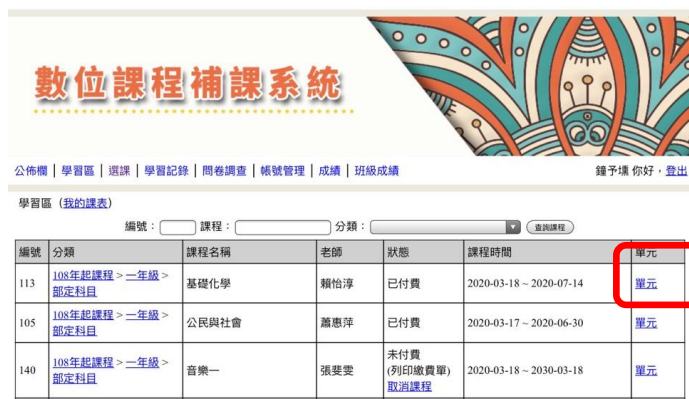 數位課程補課系統
公佈欄 | 學習區 | 選課 | 學習記錄 | 問卷調查 | 帳號管理 | 成績 | 班級成績 鐘予壎 你好，登出
學習區（我的課表）
編號： 課程： 分類： 查詢課程
編號 分類 課程名稱 老師 狀態 課程時間 單元
113 108年起課程 > 一年級 > 部定科目 基礎化學 賴怡淳 已付費 2020-03-18 ~ 2020-07-14 單元
105 108年起課程 > 一年級 > 部定科目 公民與社會 蕭惠萍 已付費 2020-03-17 ~ 2020-06-30 單元
140 108年起課程 > 一年級 > 部定科目 音樂一 張斐雯 未付費 (列印繳費單) 取消課程 2020-03-18 ~ 2030-03-18 單元